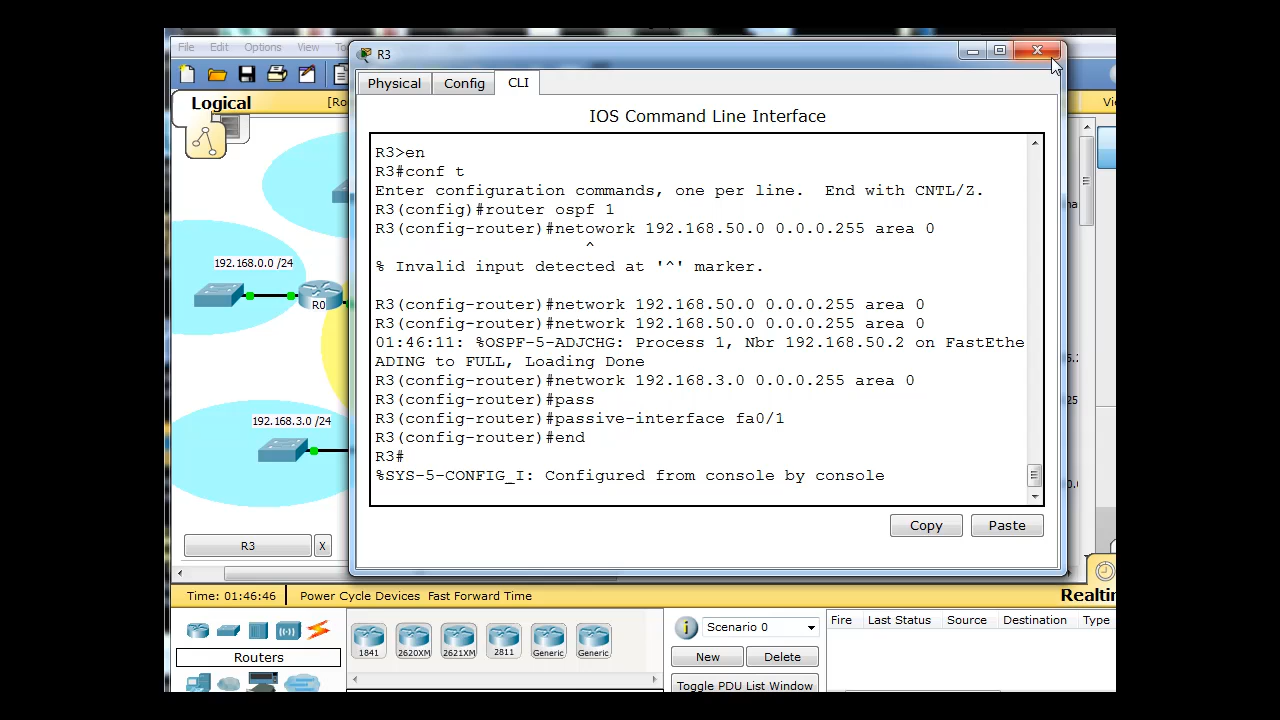 R3
File Edit Options View
Physical Config CLI
Logical
[Ro
IOS Command Line Interface
R3>en
R3#conf t
Enter configuration commands, one per line.  End with CNTL/Z.
R3(config)#router ospf 1
R3(config-router)#netowork 192.168.50.0 0.0.0.255 area 0
^
% Invalid input detected at '^' marker.
R3(config-router)#network 192.168.50.0 0.0.0.255 area 0
R3(config-router)#network 192.168.50.0 0.0.0.255 area 0
01:46:11: %OSPF-5-ADJCHG: Process 1, Nbr 192.168.50.2 on FastEthe
ADING to FULL, Loading Done
R3(config-router)#network 192.168.3.0 0.0.0.255 area 0
R3(config-router)#pass
R3(config-router)#passive-interface fa0/1
R3(config-router)#end
R3#
%SYS-5-CONFIG_I: Configured from console by console
Copy Paste
192.168.0.0 /24
R0
192.168.3.0 /24
R3 X
Time: 01:46:46 Power Cycle Devices Fast Forward Time
Realtin
1841 2620XM 2621XM 2811 Generic Generic
Routers
Scenario 0
New Delete
Toggle PDU List Window
Fire Last Status Source Destination Type